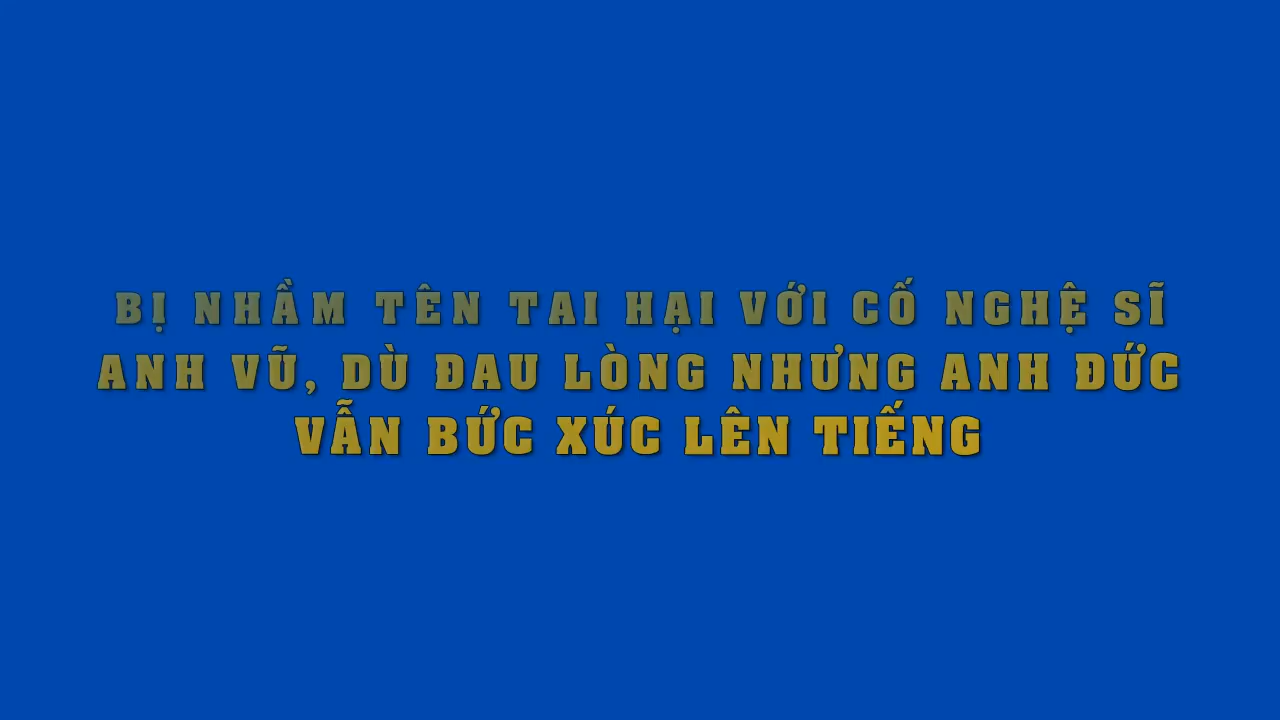 BỊ NHẦM TÊN TAI HẠI VỚI CỐ NGHỆ SĨ
ANH VŨ, DÙ ĐAU LÒNG NHƯNG ANH ĐỨC
VẪN BỨC XÚC LÊN TIẾNG